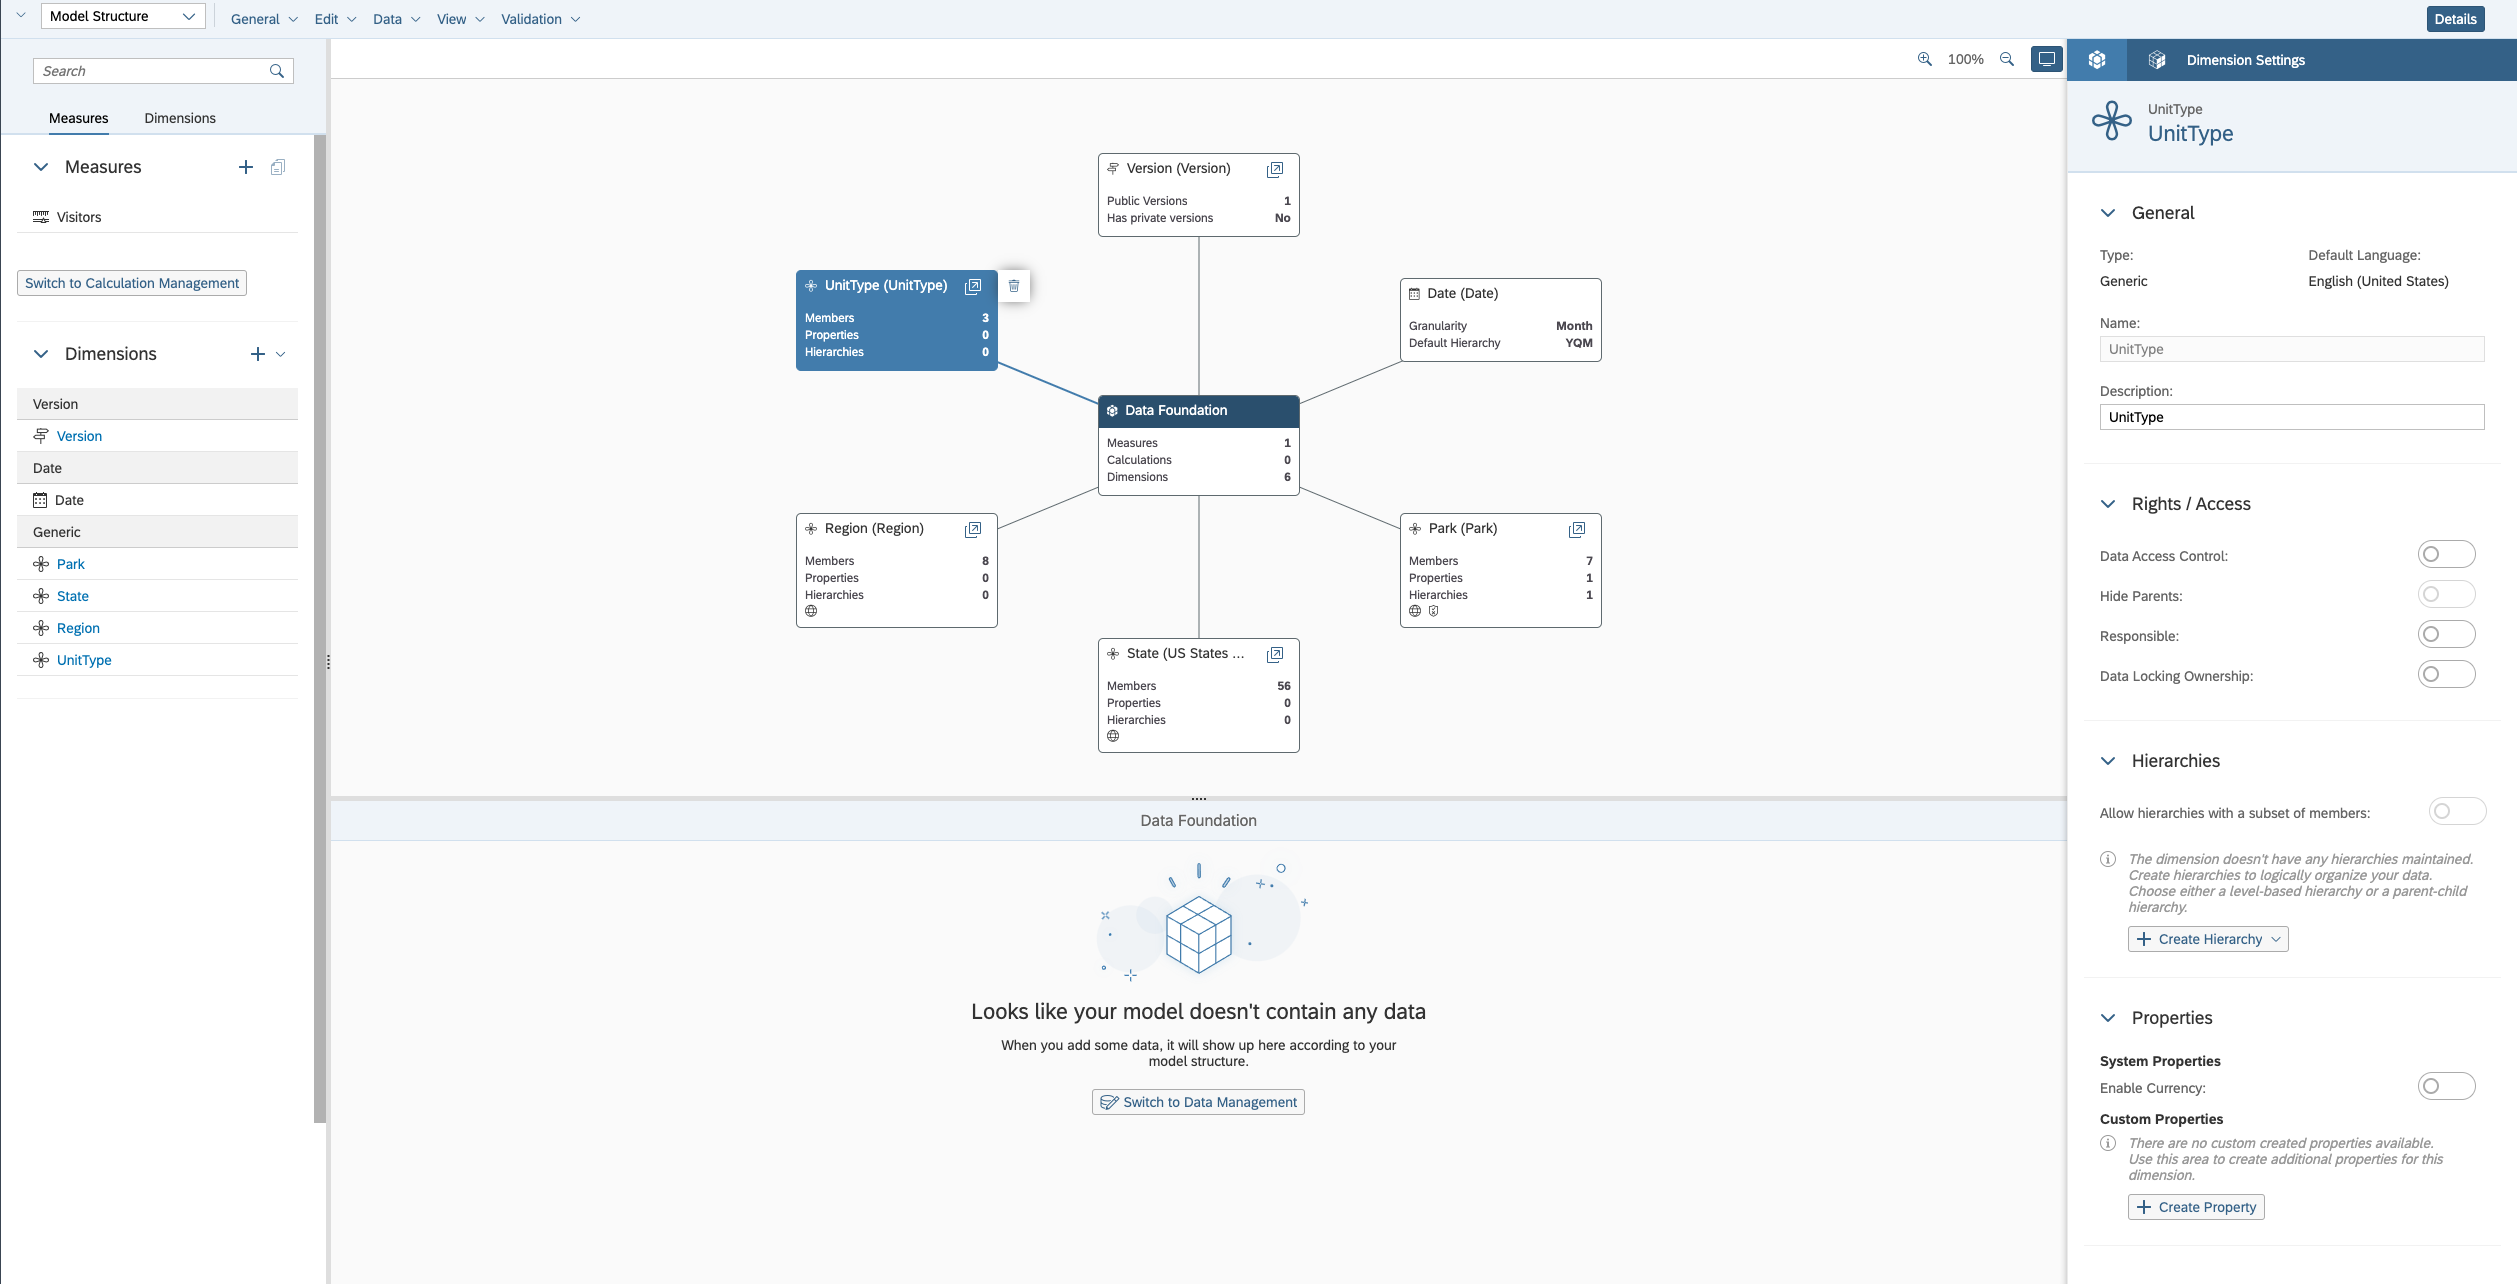 Model Structure
General
Edit
Data
View
Validation
Details
Search
Measures
Dimensions
Measures
Visitors
Switch to Calculation Management
Dimensions
Version
Version
Date
Date
Generic
Park
State
Region
UnitType
100%
Version (Version)
Public Versions 1
Has private versions No
UnitType (UnitType)
Members 3
Properties 0
Hierarchies 0
Date (Date)
Granularity Month
Default Hierarchy YQM
Data Foundation
Measures 1
Calculations 0
Dimensions 6
Region (Region)
Members 8
Properties 0
Hierarchies 0
Park (Park)
Members 7
Properties 1
Hierarchies 1
State (US States ...
Members 56
Properties 0
Hierarchies 0
Data Foundation
Looks like your model doesn't contain any data
When you add some data, it will show up here according to your
model structure.
Switch to Data Management
Dimension Settings
UnitType
UnitType
General
Type: Default Language:
Generic English (United States)
Name:
UnitType
Description:
UnitType
Rights / Access
Data Access Control:
Hide Parents:
Responsible:
Data Locking Ownership:
Hierarchies
Allow hierarchies with a subset of members:
The dimension doesn't have any hierarchies maintained.
Create hierarchies to logically organize your data.
Choose either a level-based hierarchy or a parent-child
hierarchy.
Create Hierarchy
Properties
System Properties
Enable Currency:
Custom Properties
There are no custom created properties available.
Use this area to create additional properties for this
dimension.
Create Property